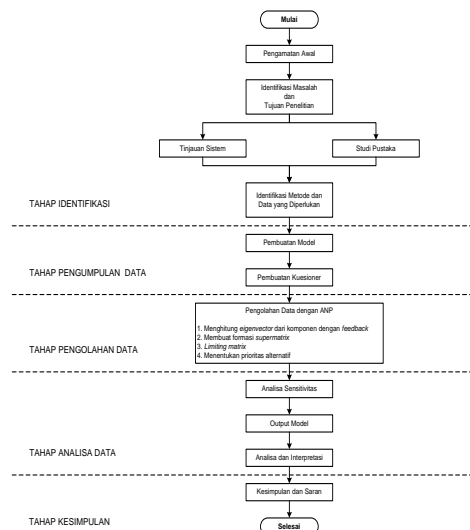 Mulai
Pengamatan Awal
Identifikasi Masalah
dan
Tujuan Penelitian
Tinjauan Sistem
Studi Pustaka
Identifikasi Metode dan
Data yang Diperlukan
TAHAP IDENTIFIKASI
Pembuatan Model
TAHAP PENGUMPULAN DATA
Pembuatan Kuesioner
Pengolahan Data dengan ANP
1. Menghitung eigenvector dari komponen dengan feedback
2. Membuat formasi supermatrix
3. Limiting matrix
4. Menentukan prioritas alternatif
TAHAP PENGOLAHAN DATA
Analisa Sensitivitas
Output Model
TAHAP ANALISA DATA
Analisa dan Interpretasi
Kesimpulan dan Saran
TAHAP KESIMPULAN
Selesai